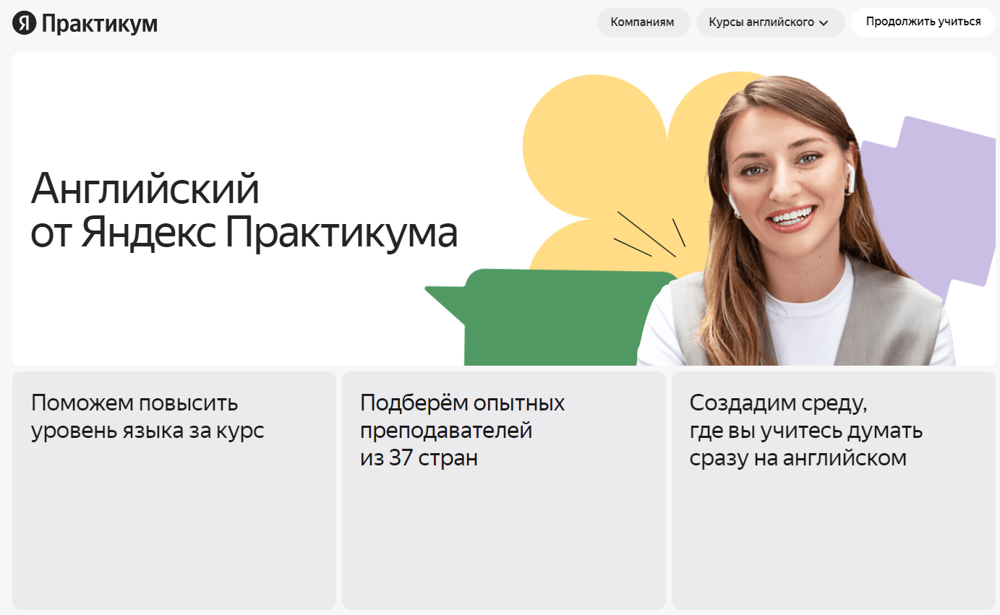 Я Практикум
Компаниям
Курсы английского
Продолжить учиться
Английский
от Яндекс Практикума
Поможем повысить
уровень языка за курс
Подберём опытных
преподавателей
из 37 стран
Создадим среду,
где вы учитесь думать
сразу на английском